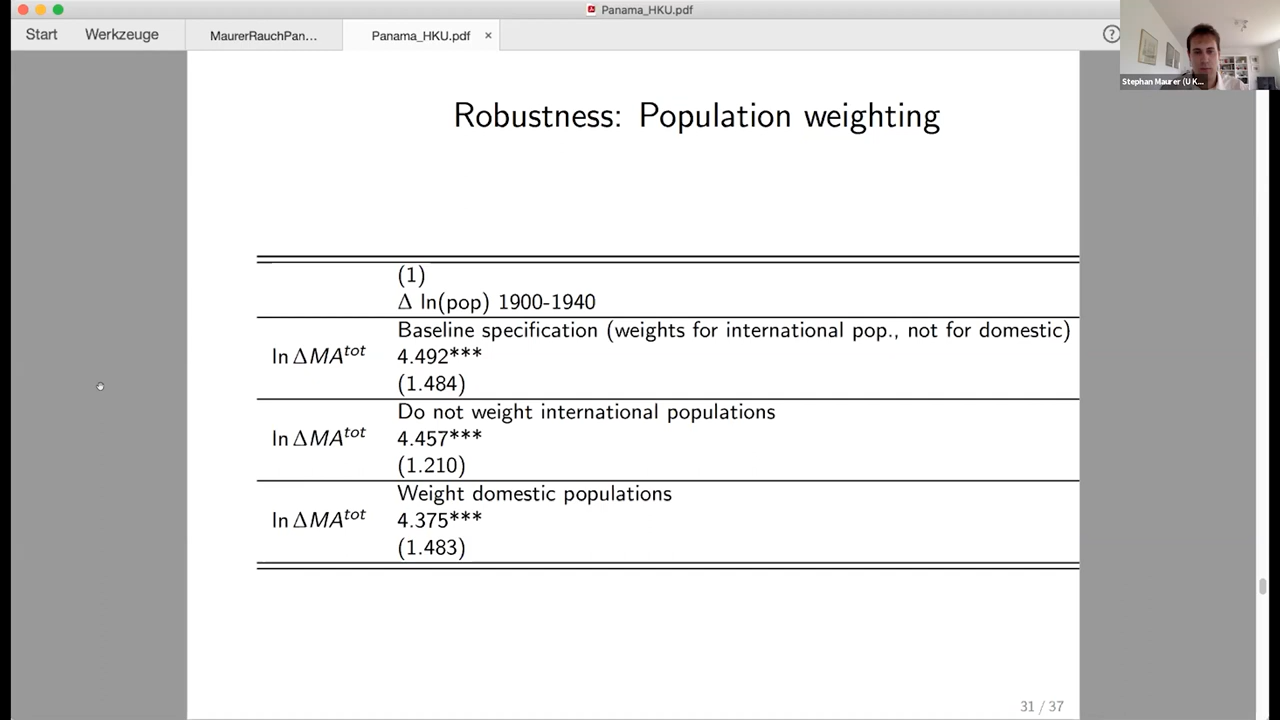 Panama_HKU.pdf
Start Werkzeuge MaurerRauchPan... Panama_HKU.pdf ×
?
Stephan Maurer (U K...
Robustness: Population weighting
(1)
Δ ln(pop) 1900-1940
Baseline specification (weights for international pop., not for domestic)
ln ΔMA^tot 4.492***
(1.484)
Do not weight international populations
ln ΔMA^tot 4.457***
(1.210)
Weight domestic populations
ln ΔMA^tot 4.375***
(1.483)
31 / 37